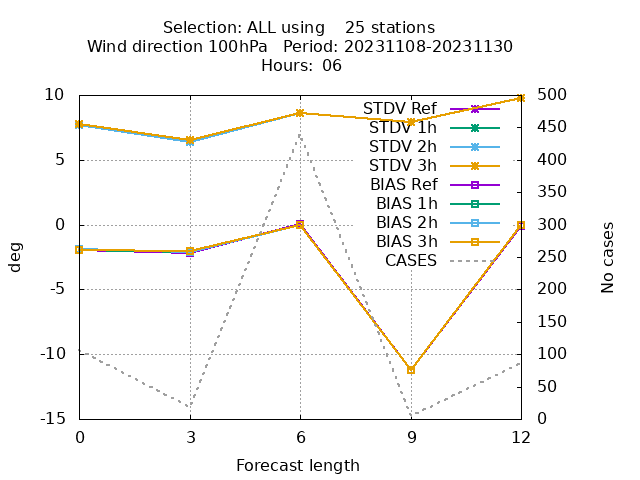 Selection: ALL using    25 stations
Wind direction 100hPa   Period: 20231108-20231130
Hours: 06
10
5
0
-5
-10
-15
deg
500
450
400
350
300
250
200
150
100
50
0
No cases
STDV Ref
STDV 1h
STDV 2h
STDV 3h
BIAS Ref
BIAS 1h
BIAS 2h
BIAS 3h
CASES
0 3 6 9 12
Forecast length